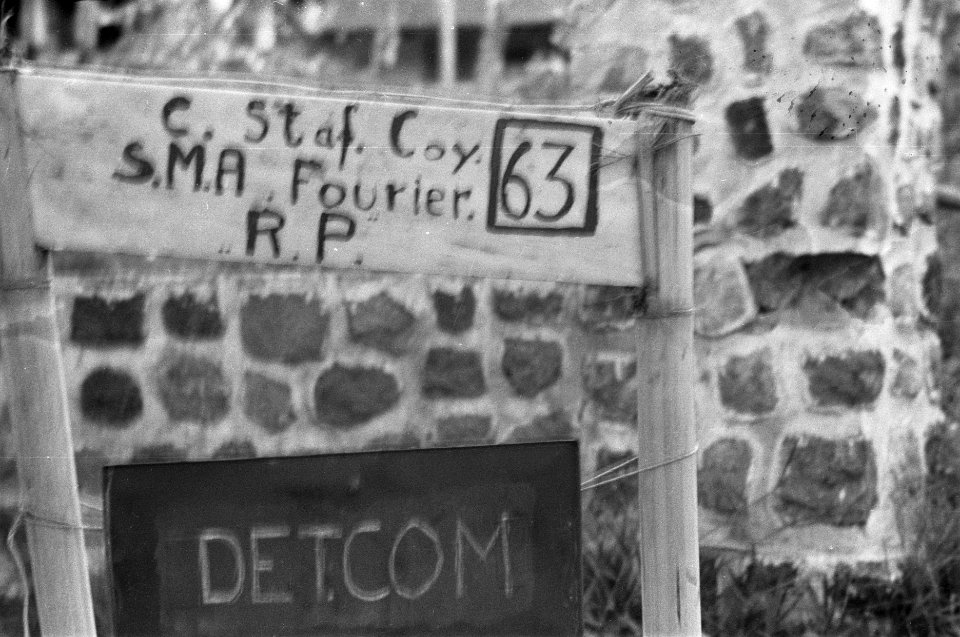 C. Staf. Coy. 63
S.M.A. Fourier.
"R.P."
DET.COM